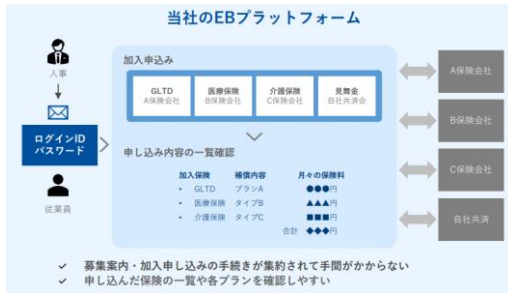 当社のEBプラットフォーム
人事
ログインID
パスワード
従業員
加入申込み
GLTD
A保険会社
医療保険
B保険会社
介護保険
C保険会社
見舞金
自社共済会
申し込み内容の一覧確認
加入保険 補償内容 月々の保険料
• GLTD プランA ●●●円
• 医療保険 タイプB ▲▲▲円
• 介護保険 タイプC ■■■円
合計 ◆◆◆円
A保険会社
B保険会社
C保険会社
自社共済
✓ 募集案内・加入申し込みの手続きが集約されて手間がかからない
✓ 申し込んだ保険の一覧や各プランを確認しやすい